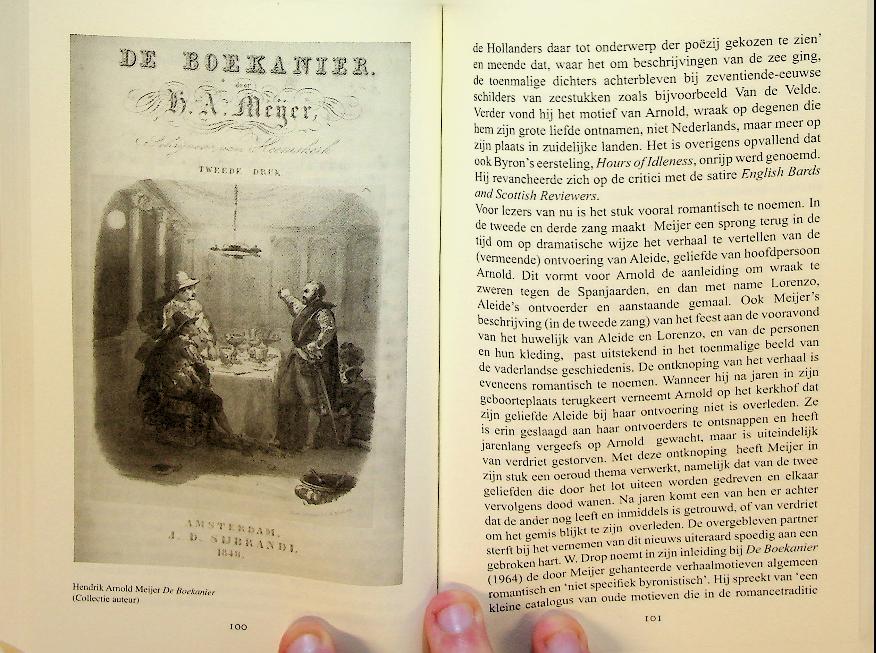 DE BOEKANIER.
door
H. A. Meijer,
TWEEDE DRUK
AMSTERDAM,
J. D. SIJBRANDI,
1848.
Hendrik Arnold Meijer De Boekanier
(Collectie auteur)
100
de Hollanders daar tot onderwerp der poëzij gekozen te zien'
en meende dat, waar het om beschrijvingen van de zee ging,
de toenmalige dichters achterbleven bij zeventiende-eeuwse
schilders van zeestukken zoals bijvoorbeeld Van de Velde.
Verder vond hij het motief van Arnold, wraak op degenen die
hem zijn grote liefde ontnamen, niet Nederlands, maar meer op
zijn plaats in zuidelijke landen. Het is overigens opvallend dat
ook Byron's eersteling, Hours of Idleness, onrijp werd genoemd.
Hij revancheerde zich op de critici met de satire English Bards
and Scottish Reviewers.
Voor lezers van nu is het stuk vooral romantisch te noemen. In
de tweede en derde zang maakt Meijer een sprong terug in de
tijd om op dramatische wijze het verhaal te vertellen van de
(vermeende) ontvoering van Aleide, geliefde van hoofdpersoon
Arnold. Dit vormt voor Arnold de aanleiding om wraak te
zweren tegen de Spanjaarden, en dan met name Lorenzo,
Aleide's ontvoerder en aanstaande gemaal. Ook Meijer's
beschrijving (in de tweede zang) van het feest aan de vooravond
van het huwelijk van Aleide en Lorenzo, en van de personen
en hun kleding, past uitstekend in het toenmalige beeld van
de vaderlandse geschiedenis. De ontknoping van het verhaal is
eveneens romantisch te noemen. Wanneer hij na jaren in zijn
geboorteplaats terugkeert verneemt Arnold op het kerkhof dat
zijn geliefde Aleide bij haar ontvoering niet is overleden. Ze
is erin geslaagd aan haar ontvoerders te ontsnappen en heeft
jarenlang vergeefs op Arnold gewacht, maar is uiteindelijk
van verdriet gestorven. Met deze ontknoping heeft Meijer in
zijn stuk een oeroud thema verwerkt, namelijk dat van de twee
geliefden die door het lot uiteen worden gedreven en elkaar
vervolgens dood wanen. Na jaren komt een van hen er achter
dat de ander nog leeft en inmiddels is getrouwd, of van verdriet
om het gemis blijkt te zijn overleden. De overgebleven partner
sterft bij het vernemen van dit nieuws uiteraard spoedig aan een
gebroken hart. W. Drop noemt in zijn inleiding bij De Boekanier
(1964) de door Meijer gehanteerde verhaalmotieven algemeen
romantisch en 'niet specifiek byronistisch'. Hij spreekt van 'een
kleine catalogus van oude motieven die in de romancetraditie
101